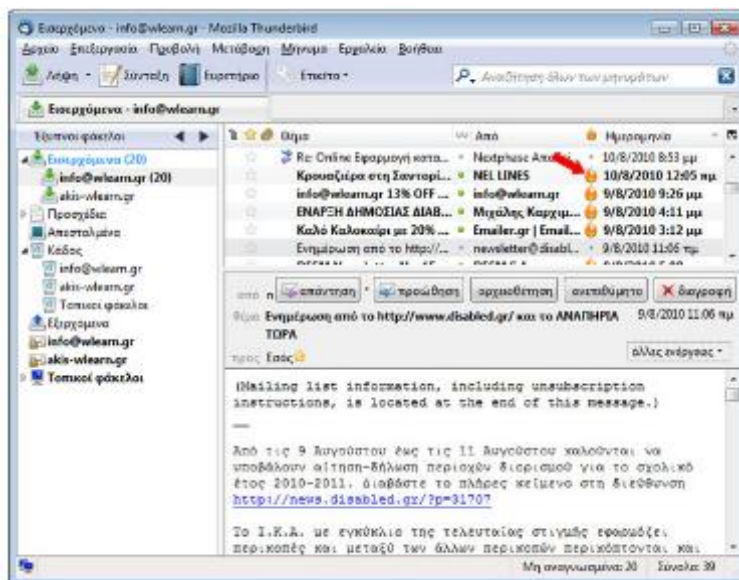 Εισερχόμενα - info@wlearn.gr - Mozilla Thunderbird
Αρχείο Επεξεργασία Προβολή Μετάβαση Μήνυμα Εργαλεία Βοήθεια
Λήψη Σύνταξη Ευρετήριο Ετικέτα Αναζήτηση όλων των μηνυμάτων
Εισερχόμενα - info@wlearn.gr
Έξυπνοι φάκελοι Θέμα Από Ημερομηνία
Εισερχόμενα (20)
info@wlearn.gr (20)
akis-wlearn.gr
Προσχέδια
Απεσταλμένα
Κάδος
info@wlearn.gr
akis-wlearn.gr
Τοπικοί φάκελοι
Εξερχόμενα
info@wlearn.gr
akis-wlearn.gr
Τοπικοί φάκελοι
Re: Online Εφαρμογή κατα... Nextphase 10/8/2010 8:53 μμ
Κρουαζιέρα στη Σαντορί... NEL LINES 10/8/2010 12:05 πμ
info@wlearn.gr 13% OFF ... info@wlearn.gr 9/8/2010 9:26 μμ
ΕΝΑΡΞΗ ΔΗΜΟΣΙΑΣ ΔΙΑΒ... Μιχάλης Καρχιμ... 9/8/2010 4:11 μμ
Καλό Καλοκαίρι με 20% ... Emailer.gr | Email... 9/8/2010 3:12 μμ
Ενημέρωση από το http://... newsletter@disabl... 9/8/2010 11:06 πμ
από απάντηση προώθηση αρχειοθέτηση ανεπιθύμητο διαγραφή
θέμα Ενημέρωση από το http://www.disabled.gr/ και το ΑΝΑΠΗΡΙΑ 9/8/2010 11:06 πμ
ΤΩΡΑ
προς Εσάς άλλες ενέργειες
(Mailing list information, including unsubscription
instructions, is located at the end of this message.)
Από τις 9 Αυγούστου έως τις 11 Αυγούστου καλούνται να
υποβάλουν αίτηση-δήλωση περιοχών διορισμού για το σχολικό
έτος 2010-2011. Διαβάστε το πλήρες κείμενο στη διεύθυνση
http://news.disabled.gr/?p=31707
Το Ι.Κ.Α. με εγκύκλιο της τελευταίας στιγμής εφαρμόζει
περικοπές και μεταξύ των άλλων περικοπών περικόπτονται και
Μη αναγνωσμένα: 20 Σύνολο: 39